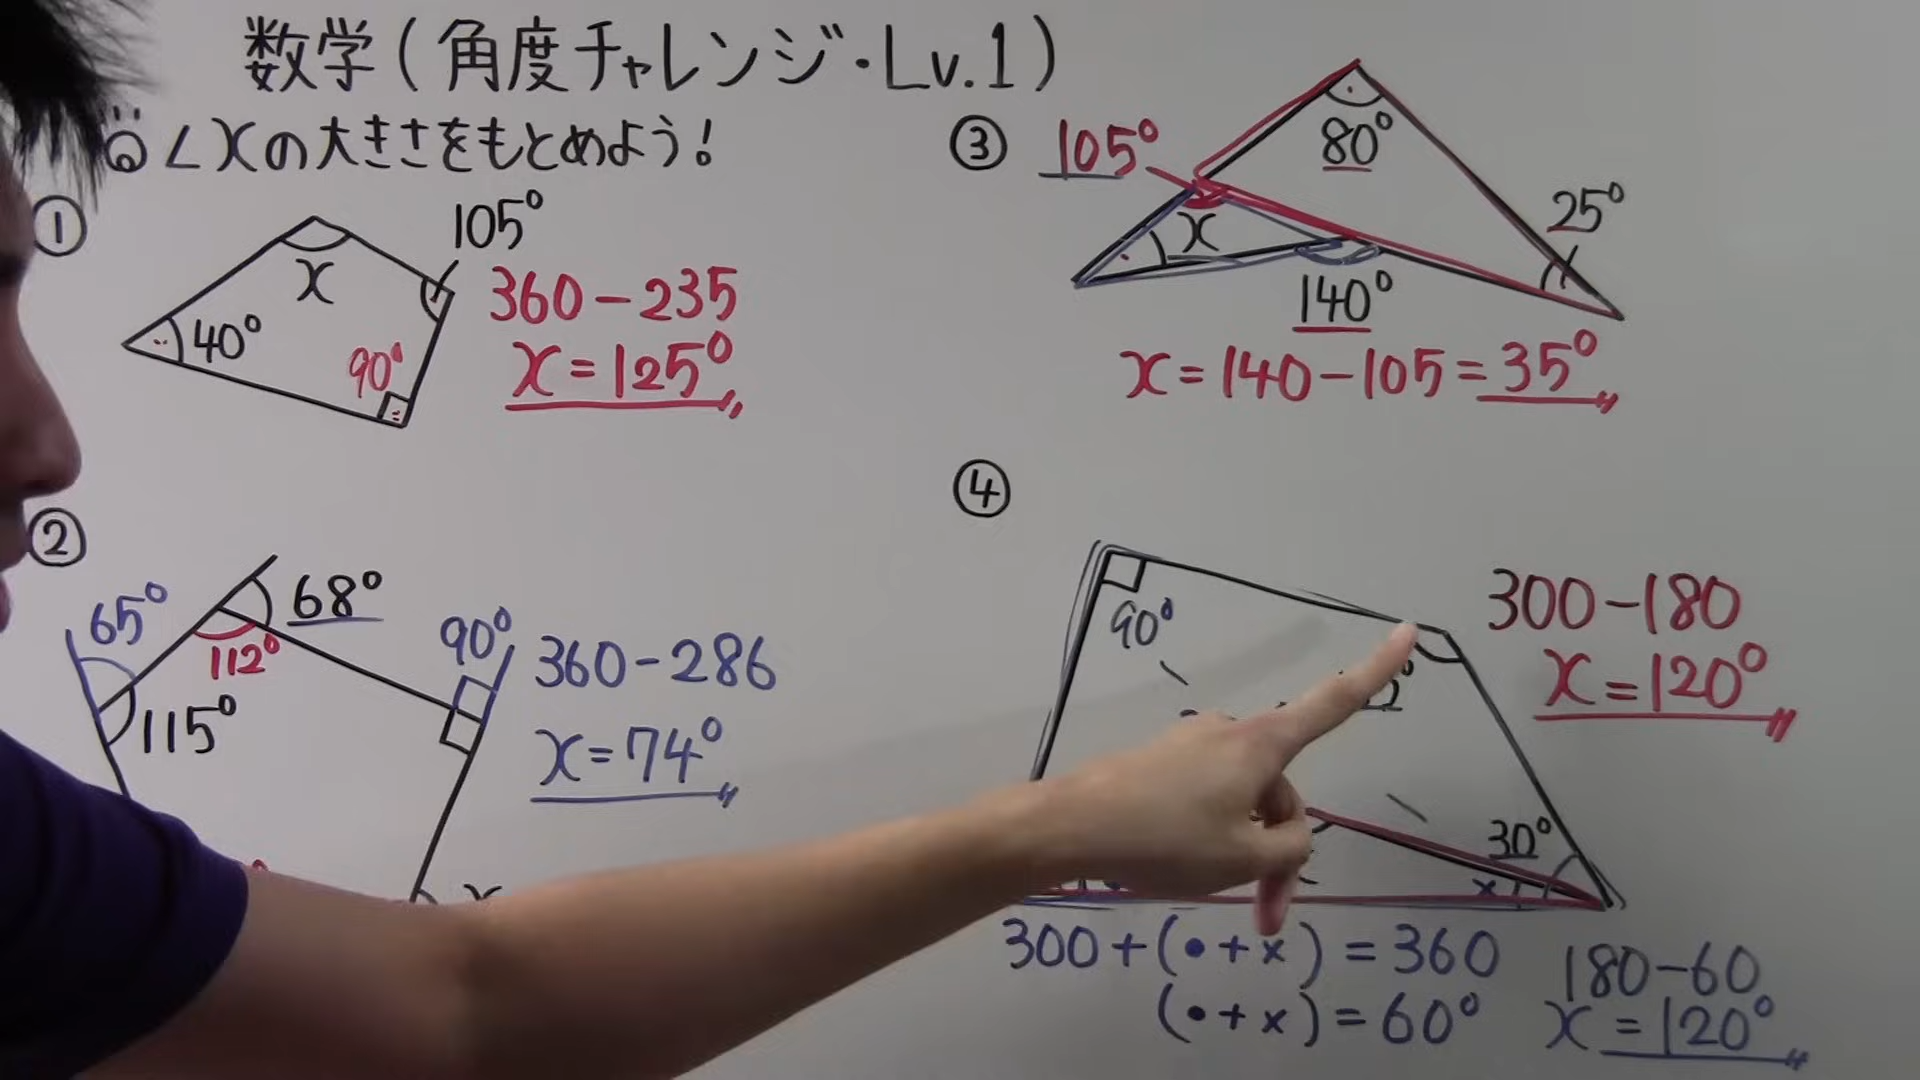 数学(角度チャレンジ・Lv.1)
◎∠xの大きさをもとめよう!
①
105°
x
40°
90°
360-235
x=125°
②
65°
68°
112°
115°
90°
360-286
x=74°
x
③
105°
80°
25°
x
140°
x=140-105=35°
④
90°
30°
x
300-180
x=120°
300+(•+x)=360
(•+x)=60°
180-60
x=120°